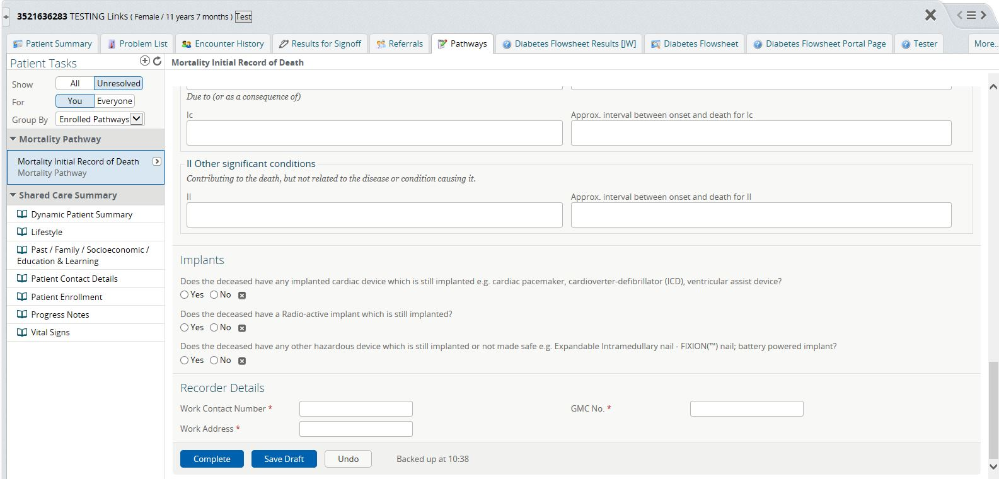 3521636283 TESTING Links ( Female / 11 years 7 months ) Test
Patient Summary Problem List Encounter History Results for Signoff Referrals Pathways Diabetes Flowsheet Results [JW] Diabetes Flowsheet Diabetes Flowsheet Portal Page Tester More...
Patient Tasks
Show All Unresolved
For You Everyone
Group By Enrolled Pathways
Mortality Pathway
Mortality Initial Record of Death
Mortality Pathway
Shared Care Summary
Dynamic Patient Summary
Lifestyle
Past / Family / Socioeconomic /
Education & Learning
Patient Contact Details
Patient Enrollment
Progress Notes
Vital Signs
Mortality Initial Record of Death
Due to (or as a consequence of)
Ic Approx. interval between onset and death for Ic
II Other significant conditions
Contributing to the death, but not related to the disease or condition causing it.
II Approx. interval between onset and death for II
Implants
Does the deceased have any implanted cardiac device which is still implanted e.g. cardiac pacemaker, cardioverter-defibrillator (ICD), ventricular assist device?
Yes No
Does the deceased have a Radio-active implant which is still implanted?
Yes No
Does the deceased have any other hazardous device which is still implanted or not made safe e.g. Expandable Intramedullary nail - FIXION(™) nail; battery powered implant?
Yes No
Recorder Details
Work Contact Number * GMC No. *
Work Address *
Complete Save Draft Undo Backed up at 10:38